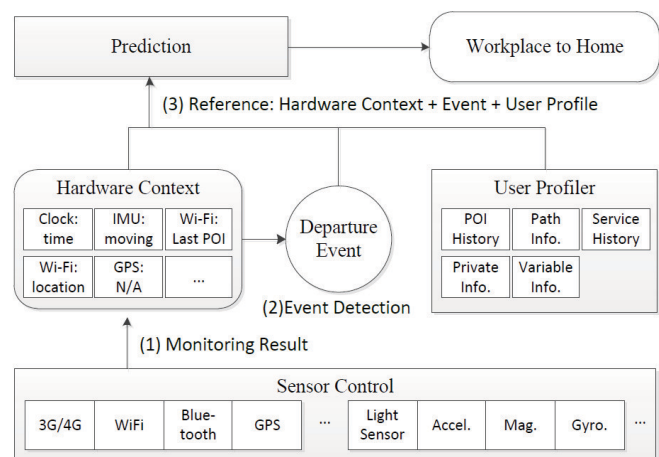 Prediction
Workplace to Home
(3) Reference: Hardware Context + Event + User Profile
Hardware Context
Clock:
time
IMU:
moving
Wi-Fi:
Last POI
Wi-Fi:
location
GPS:
N/A
...
Departure
Event
(2)Event Detection
User Profiler
POI
History
Path
Info.
Service
History
Private
Info.
Variable
Info.
(1) Monitoring Result
Sensor Control
3G/4G
WiFi
Blue-
tooth
GPS
...
Light
Sensor
Accel.
Mag.
Gyro.
...